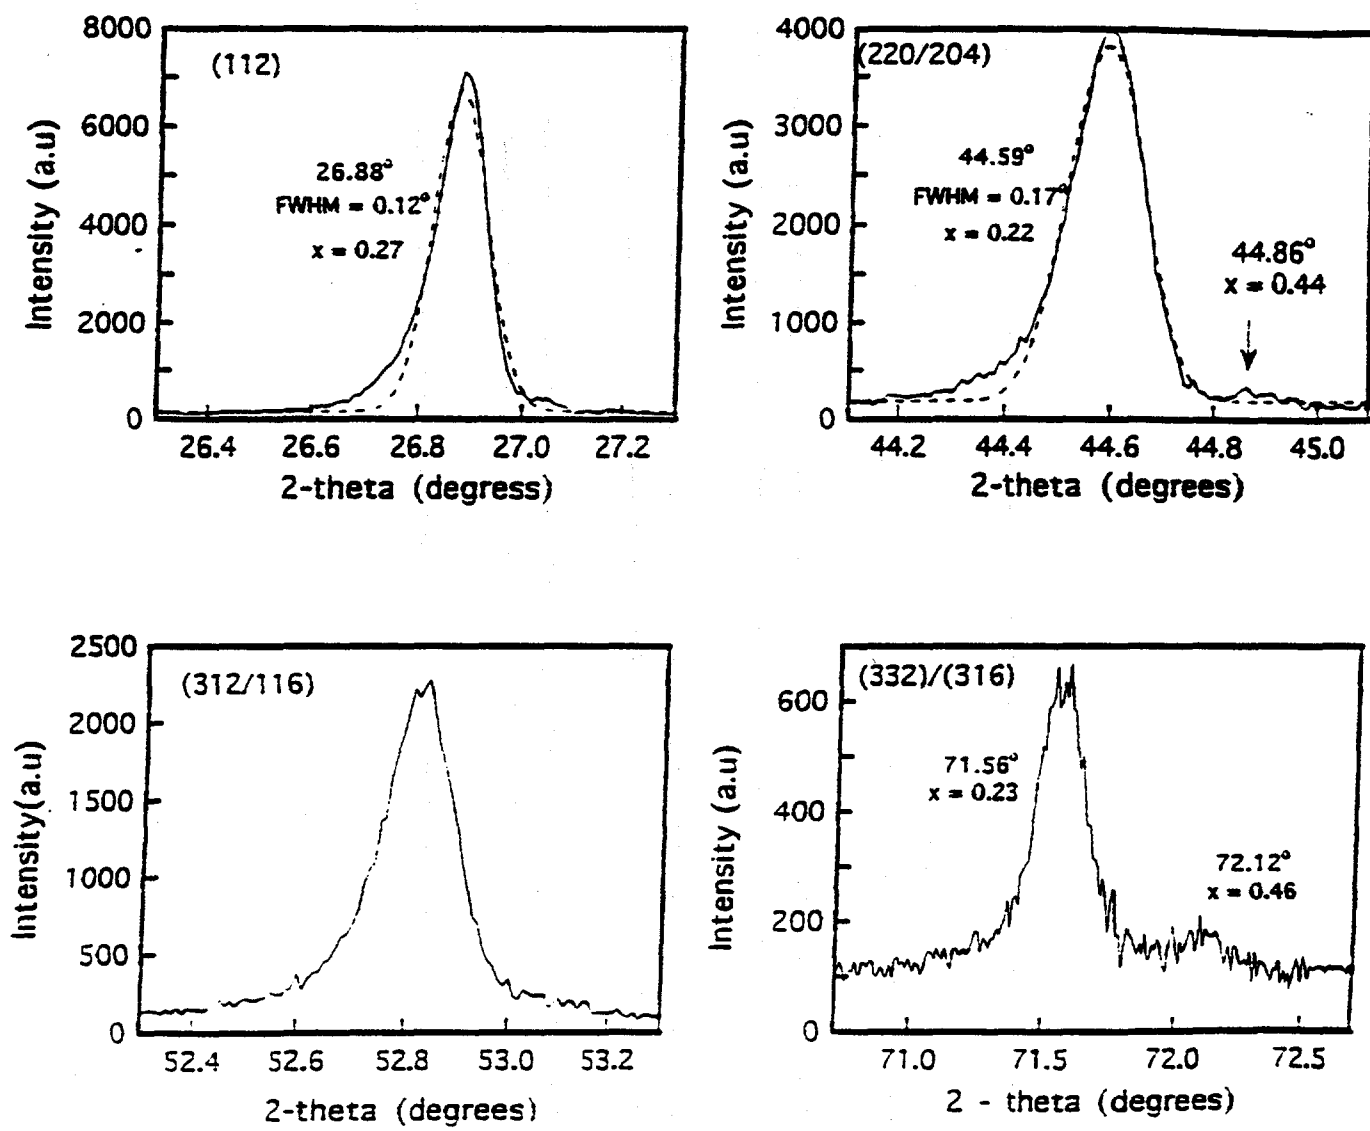 8000
(112)
6000
26.88°
FWHM = 0.12°
4000
x = 0.27
2000
0
26.4 26.6 26.8 27.0 27.2
Intensity (a.u)
2-theta (degress)
4000
(220/204)
3000
44.59°
FWHM = 0.17°
2000
x = 0.22
44.86°
x = 0.44
1000
0
44.2 44.4 44.6 44.8 45.0
Intensity (a.u)
2-theta (degrees)
2500
(312/116)
2000
1500
1000
500
0
52.4 52.6 52.8 53.0 53.2
Intensity(a.u)
2-theta (degrees)
(332)/(316)
600
71.56°
x = 0.23
400
72.12°
x = 0.46
200
0
71.0 71.5 72.0 72.5
Intensity (a.u)
2 - theta (degrees)